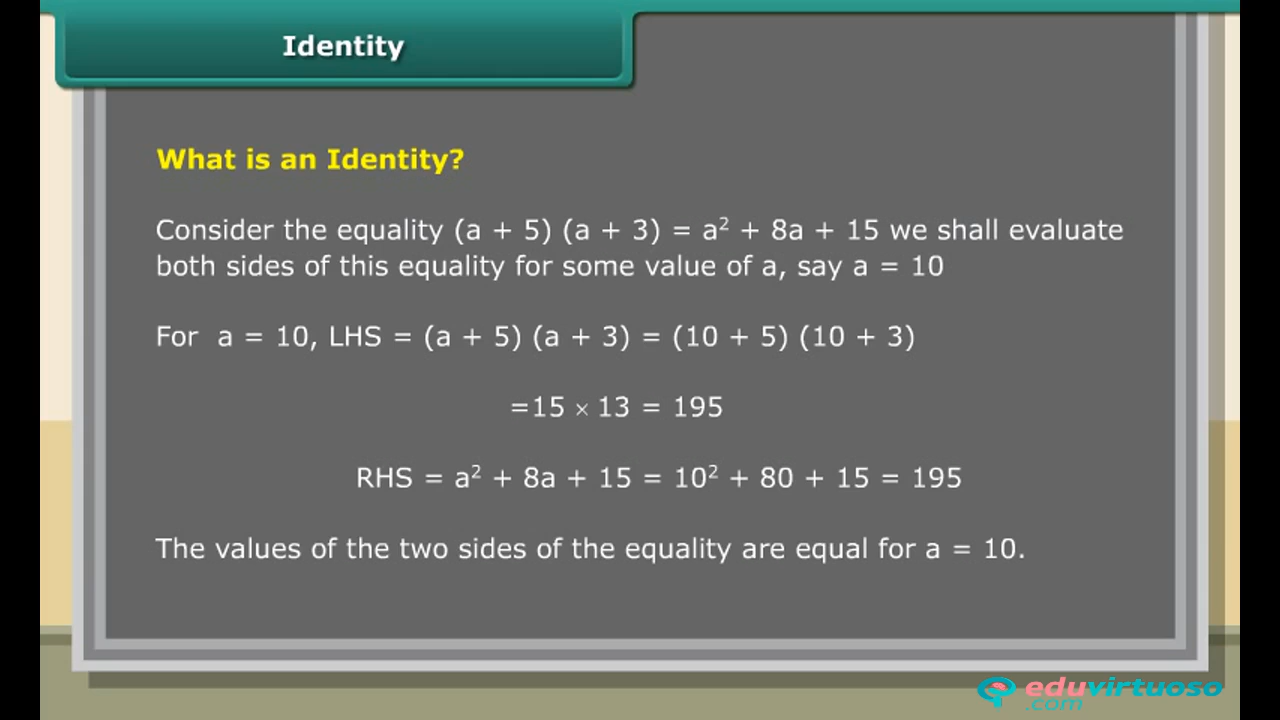 Identity
What is an Identity?
Consider the equality (a + 5) (a + 3) = a² + 8a + 15 we shall evaluate
both sides of this equality for some value of a, say a = 10
For a = 10, LHS = (a + 5) (a + 3) = (10 + 5) (10 + 3)
=15 × 13 = 195
RHS = a² + 8a + 15 = 10² + 80 + 15 = 195
The values of the two sides of the equality are equal for a = 10.
eduvirtuoso
.com